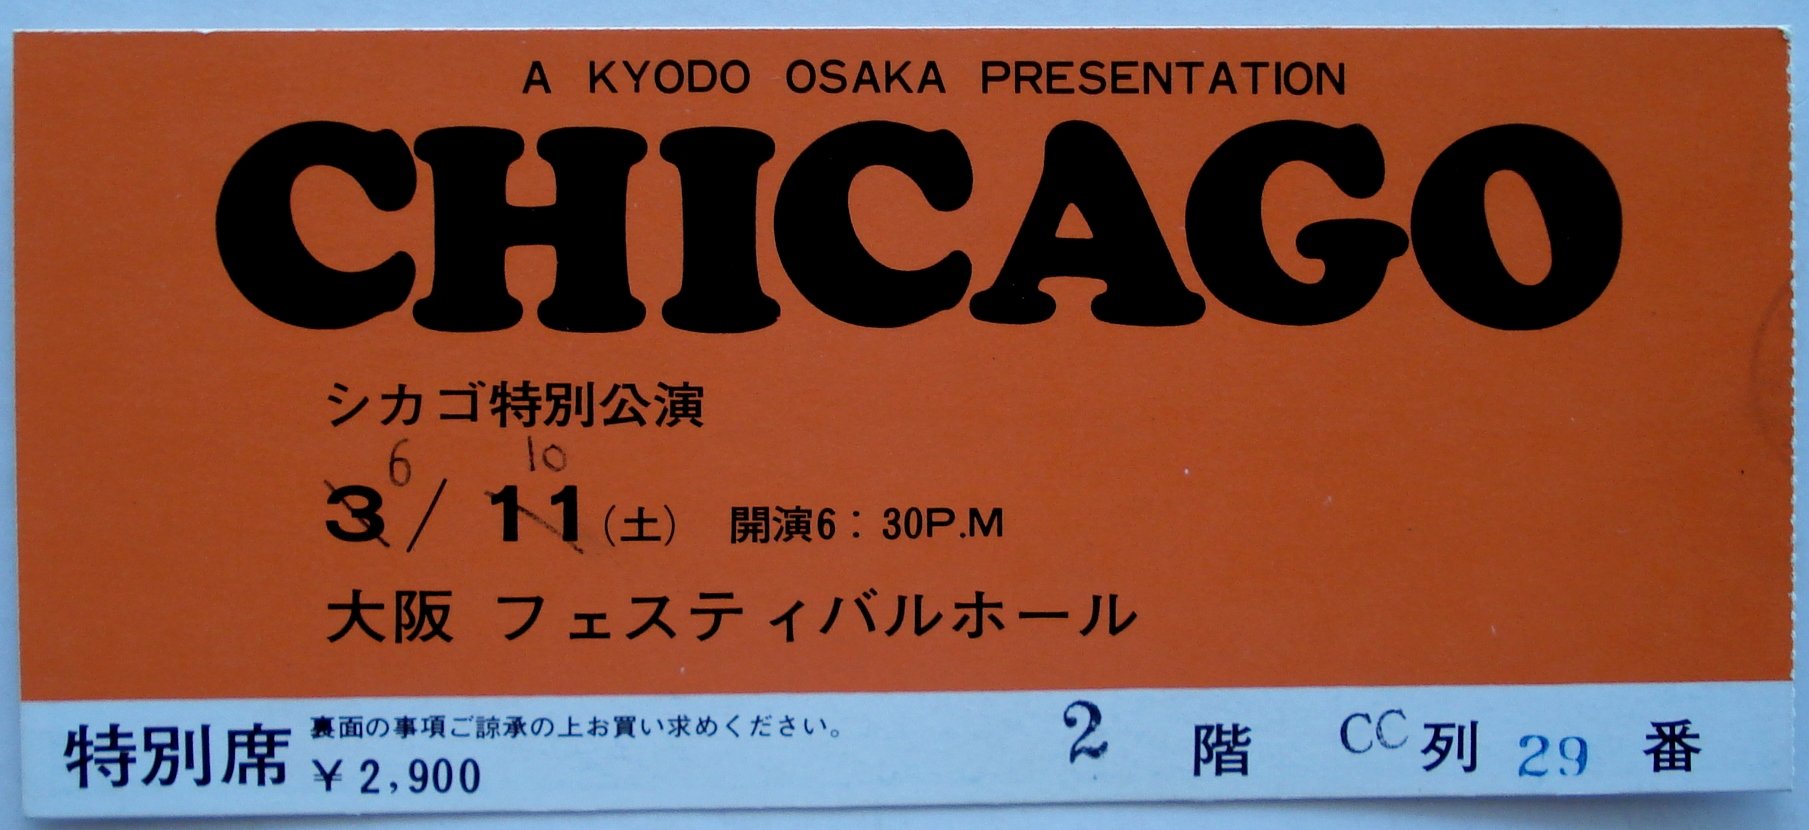 A KYODO OSAKA PRESENTATION
CHICAGO
シカゴ特別公演
6 10
3/11(土) 開演6:30P.M
大阪 フェスティバルホール
特別席 裏面の事項ご諒承の上お買い求めください。
¥2,900
2 階 CC 列 29 番